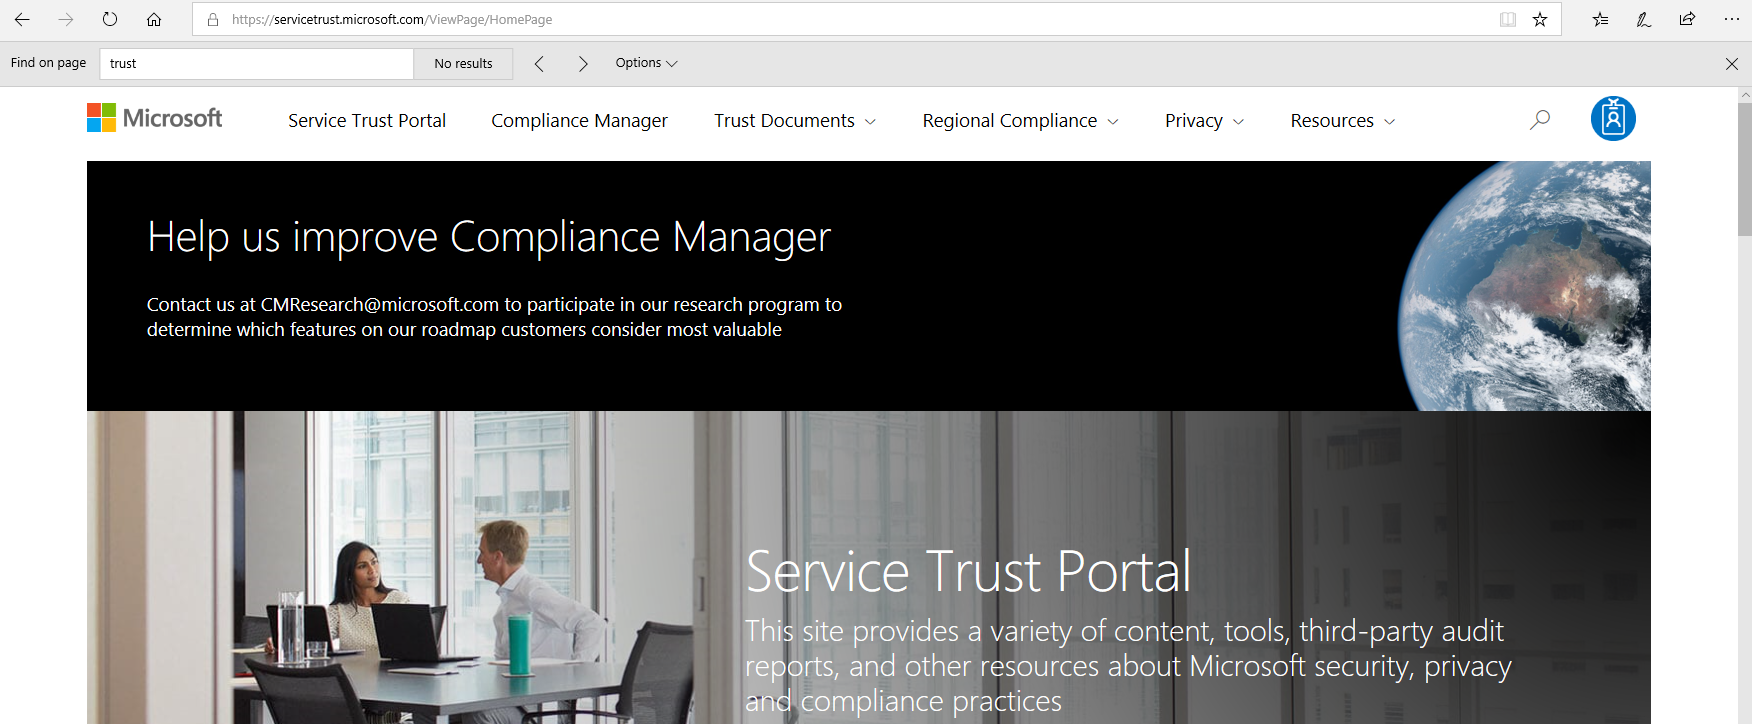 https://servicetrust.microsoft.com/ViewPage/HomePage
Find on page trust No results Options
Microsoft Service Trust Portal Compliance Manager Trust Documents Regional Compliance Privacy Resources
Help us improve Compliance Manager
Contact us at CMResearch@microsoft.com to participate in our research program to
determine which features on our roadmap customers consider most valuable
Service Trust Portal
This site provides a variety of content, tools, third-party audit
reports, and other resources about Microsoft security, privacy
and compliance practices